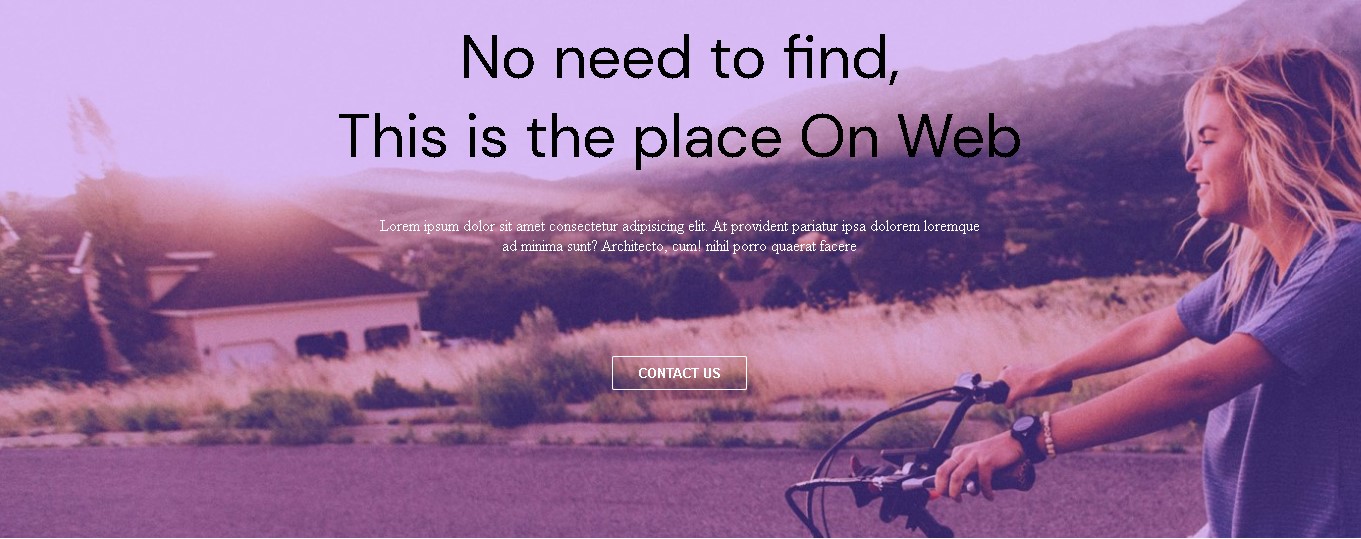 No need to find,
This is the place On Web
Lorem ipsum dolor sit amet consectetur adipisicing elit. At provident pariatur ipsa dolorem loremque
ad minima sunt? Architecto, cum! nihil porro quaerat facere
CONTACT US